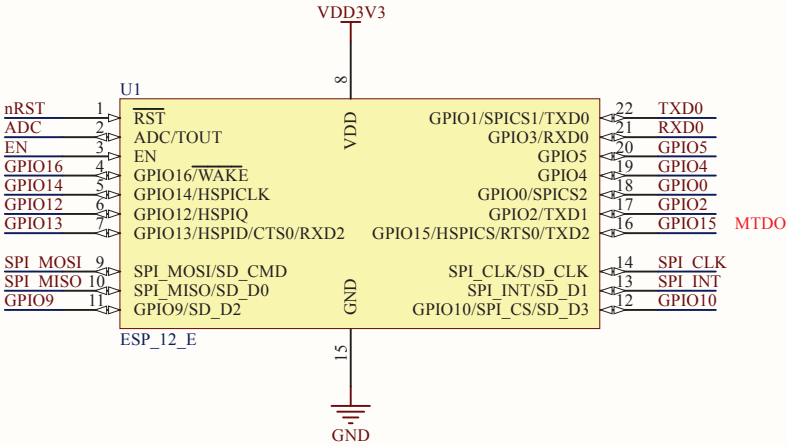 VDD3V3
8
U1
nRST 1 RST VDD GPIO1/SPICS1/TXD0 22 TXD0
ADC 2 ADC/TOUT GPIO3/RXD0 21 RXD0
EN 3 EN GPIO5 20 GPIO5
GPIO16 4 GPIO16/WAKE GPIO4 19 GPIO4
GPIO14 5 GPIO14/HSPICLK GPIO0/SPICS2 18 GPIO0
GPIO12 6 GPIO12/HSPIQ GPIO2/TXD1 17 GPIO2
GPIO13 7 GPIO13/HSPID/CTS0/RXD2 GPIO15/HSPICS/RTS0/TXD2 16 GPIO15 MTDO
SPI_MOSI 9 SPI_MOSI/SD_CMD SPI_CLK/SD_CLK 14 SPI_CLK
SPI_MISO 10 SPI_MISO/SD_D0 GND SPI_INT/SD_D1 13 SPI_INT
GPIO9 11 GPIO9/SD_D2 GPIO10/SPI_CS/SD_D3 12 GPIO10
ESP_12_E
15
GND